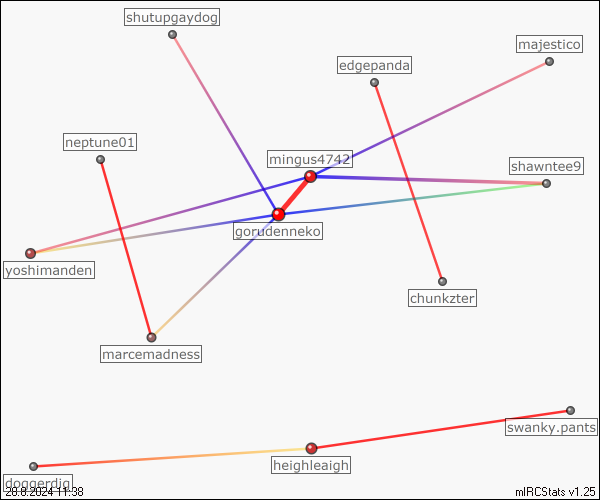 shutupgaydog
majestico
edgepanda
neptune01
mingus4742
shawntee9
gorudenneko
yoshimanden
chunkzter
marcemadness
swanky.pants
heighleaigh
doggerdig
20.8.2024 11:38
mIRCStats v1.25